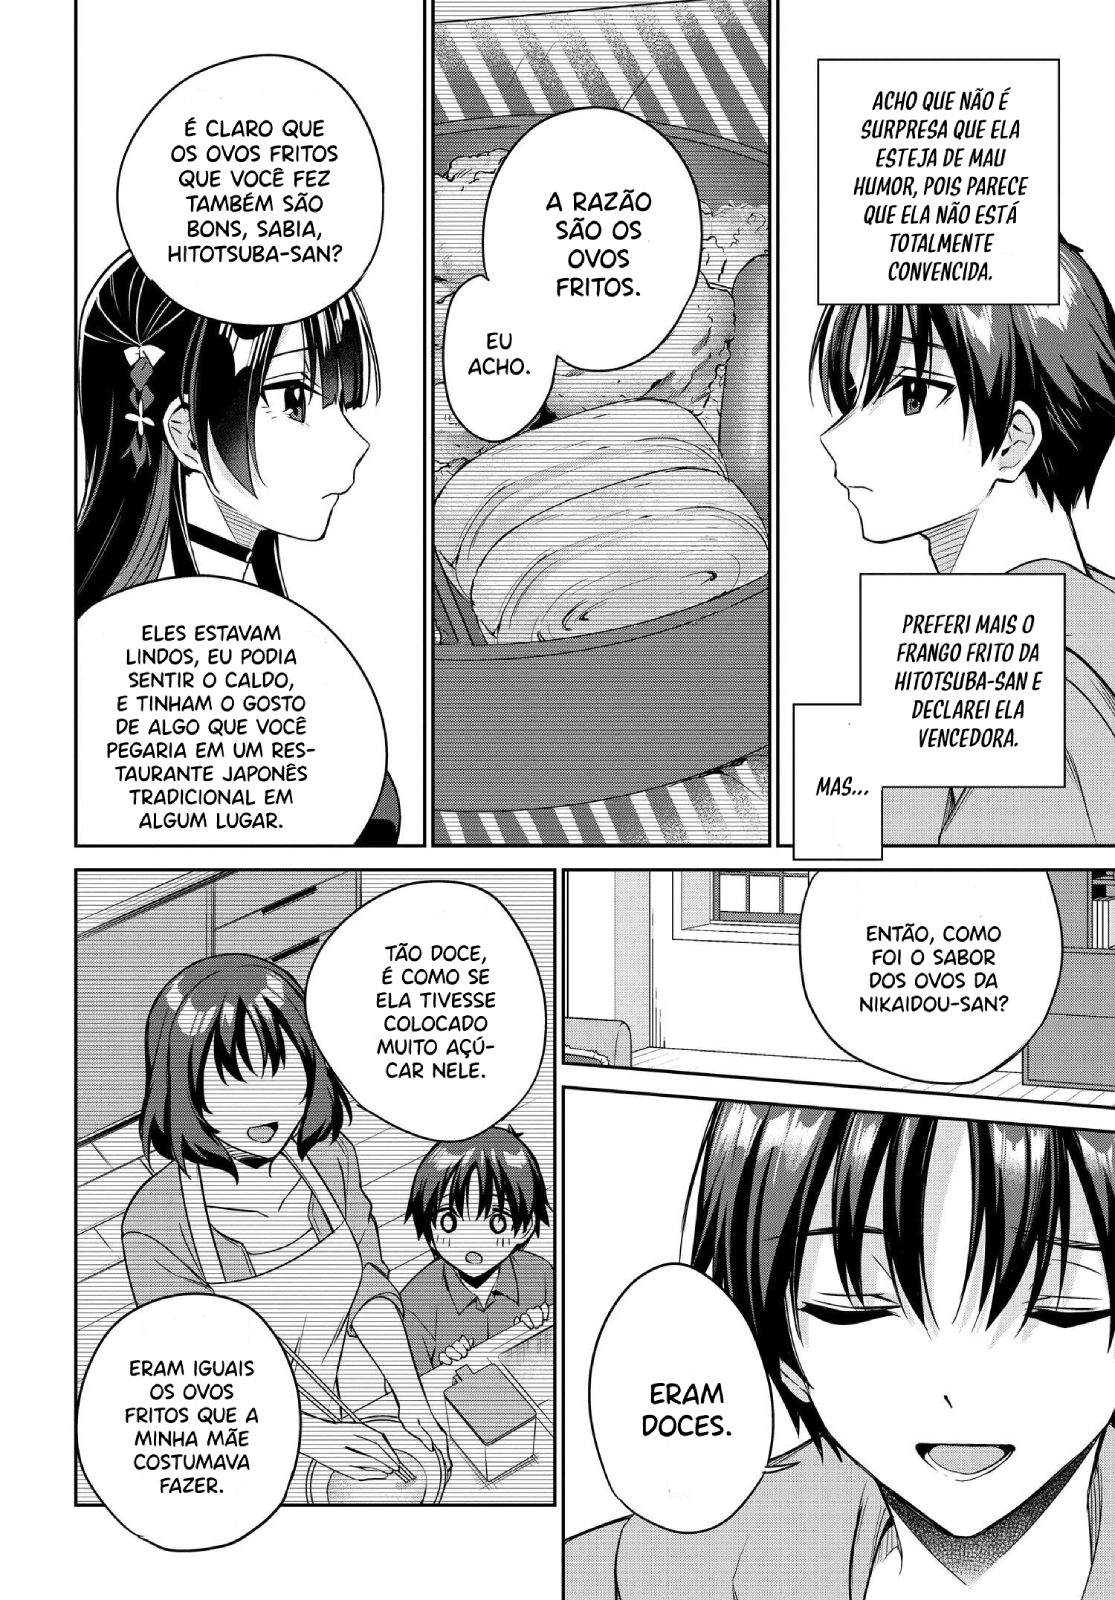 ACHO QUE NÃO É
SURPRESA QUE ELA
ESTEJA DE MAU
HUMOR, POIS PARECE
QUE ELA NÃO ESTÁ
TOTALMENTE
CONVENCIDA.
PREFERI MAIS O
FRANGO FRITO DA
HITOTSUBA-SAN E
DECLAREI ELA
VENCEDORA.
MAS...
A RAZÃO
SÃO OS
OVOS
FRITOS.
EU
ACHO.
É CLARO QUE
OS OVOS FRITOS
QUE VOCÊ FEZ
TAMBÉM SÃO
BONS, SABIA,
HITOTSUBA-SAN?
ELES ESTAVAM
LINDOS, EU PODIA
SENTIR O CALDO,
E TINHAM O GOSTO
DE ALGO QUE VOCÊ
PEGARIA EM UM RES-
TAURANTE JAPONÊS
TRADICIONAL EM
ALGUM LUGAR.
ENTÃO, COMO
FOI O SABOR
DOS OVOS DA
NIKAIDOU-SAN?
ERAM
DOCES.
TÃO DOCE,
É COMO SE
ELA TIVESSE
COLOCADO
MUITO AÇÚ-
CAR NELE.
ERAM IGUAIS
OS OVOS
FRITOS QUE A
MINHA MÃE
COSTUMAVA
FAZER.